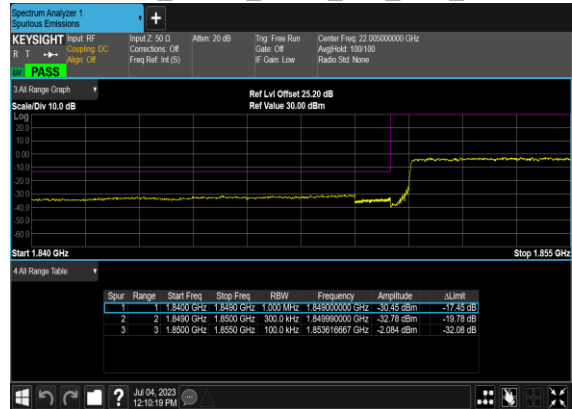 Spectrum Analyzer 1
Spurious Emissions
KEYSIGHT
R T
Input: RF
Coupling: DC
Align: Off
Input Z: 50 Ω
Corrections: Off
Freq Ref: Int (S)
Atten: 20 dB
Trig: Free Run
Gate: Off
IF Gain: Low
Center Freq: 22.005000000 GHz
Avg|Hold: 100/100
Radio Std: None
PASS
3 All Range Graph
Ref Lvl Offset 25.20 dB
Scale/Div 10.0 dB
Ref Value 30.00 dBm
Log
20.0
10.0
0.00
-10.0
-20.0
-30.0
-40.0
-50.0
-60.0
Start 1.840 GHz
Stop 1.855 GHz
4 All Range Table
Spur Range Start Freq Stop Freq RBW Frequency Amplitude ΔLimit
1 1 1.8400 GHz 1.8490 GHz 1.000 MHz 1.849000000 GHz -30.45 dBm -17.45 dB
2 2 1.8490 GHz 1.8500 GHz 300.0 kHz 1.849990000 GHz -32.78 dBm -19.78 dB
3 3 1.8500 GHz 1.8550 GHz 100.0 kHz 1.853616667 GHz -2.084 dBm -32.08 dB
Jul 04, 2023
12:10:19 PM